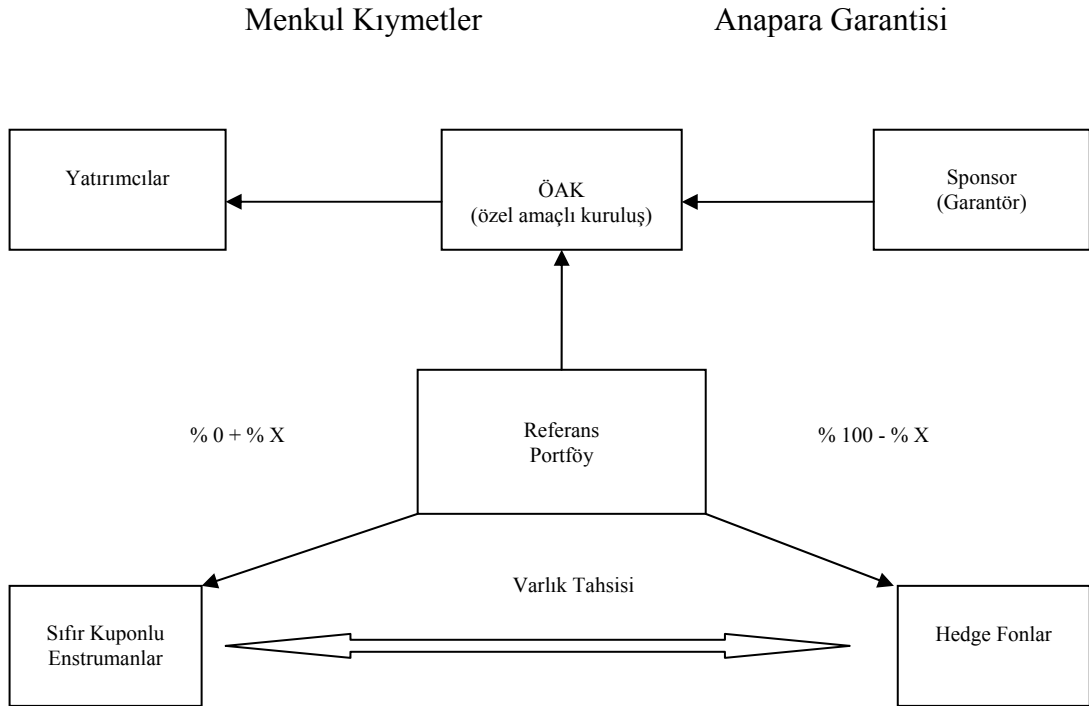 Menkul Kıymetler
Anapara Garantisi
Yatırımcılar
ÖAK
(özel amaçlı kuruluş)
Sponsor
(Garantör)
% 0 + % X
Referans
Portföy
% 100 - % X
Varlık Tahsisi
Sıfır Kuponlu
Enstrumanlar
Hedge Fonlar